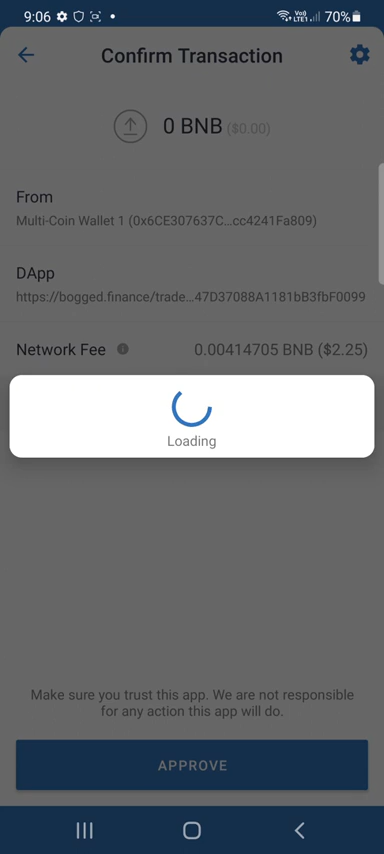 9:06
Vo)) LTE1 70%
Confirm Transaction
0 BNB ($0.00)
From
Multi-Coin Wallet 1 (0x6CE307637C...cc4241Fa809)
DApp
https://bogged.finance/trade...47D37088A1181bB3fbF0099
Network Fee 0.00414705 BNB ($2.25)
Loading
Make sure you trust this app. We are not responsible
for any action this app will do.
APPROVE